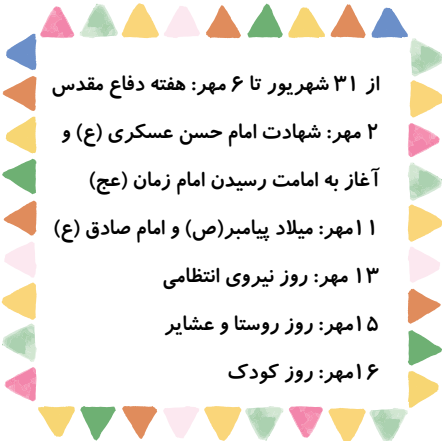 از ۳۱ شهریور تا ۶ مهر: هفته دفاع مقدس
۲ مهر: شهادت امام حسن عسکری (ع) و
آغاز به امامت رسیدن امام زمان (عج)
۱۱مهر: میلاد پیامبر(ص) و امام صادق (ع)
۱۳ مهر: روز نیروی انتظامی
۱۵مهر: روز روستا و عشایر
۱۶مهر: روز کودک